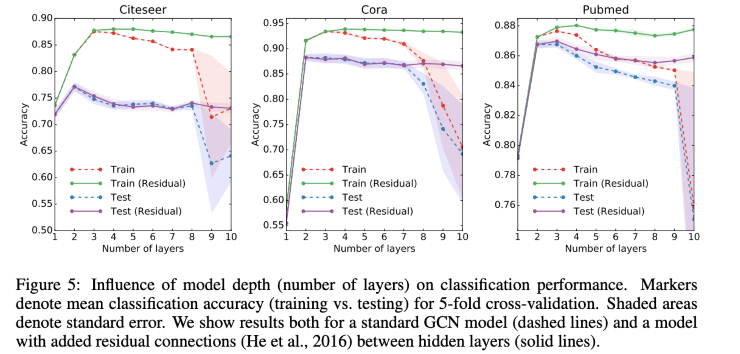 Citeseer
0.90
0.85
0.80
0.75
0.70
0.65
0.60
0.55
0.50
Accuracy
Train
Train (Residual)
Test
Test (Residual)
1 2 3 4 5 6 7 8 9 10
Number of layers
Cora
0.95
0.90
0.85
0.80
0.75
0.70
0.65
0.60
0.55
Accuracy
Train
Train (Residual)
Test
Test (Residual)
1 2 3 4 5 6 7 8 9 10
Number of layers
Pubmed
0.88
0.86
0.84
0.82
0.80
0.78
0.76
Accuracy
Train
Train (Residual)
Test
Test (Residual)
1 2 3 4 5 6 7 8 9 10
Number of layers
Figure 5: Influence of model depth (number of layers) on classification performance. Markers
denote mean classification accuracy (training vs. testing) for 5-fold cross-validation. Shaded areas
denote standard error. We show results both for a standard GCN model (dashed lines) and a model
with added residual connections (He et al., 2016) between hidden layers (solid lines).